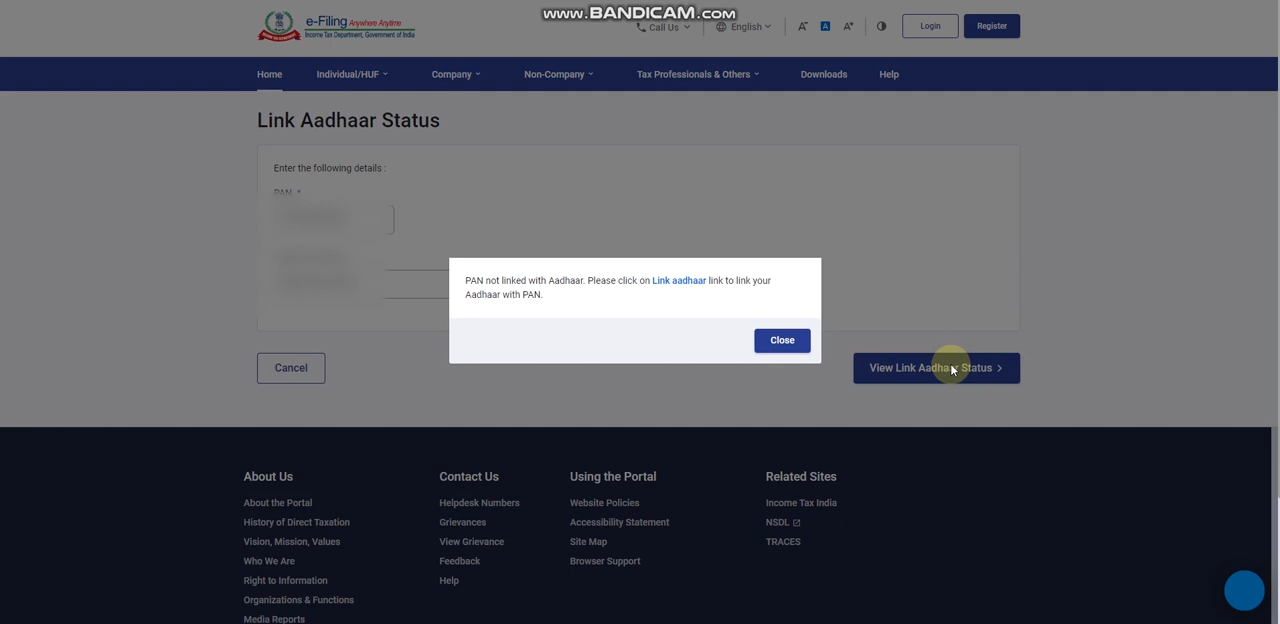 www.BANDICAM.com
e-Filing Anywhere Anytime
Income Tax Department, Government of India
Call Us
English
A-
A
A+
Login
Register
Home
Individual/HUF
Company
Non-Company
Tax Professionals & Others
Downloads
Help
Link Aadhaar Status
Enter the following details :
PAN *
PAN not linked with Aadhaar. Please click on Link aadhaar link to link your
Aadhaar with PAN.
Close
Cancel
View Link Aadhaar Status
About Us
About the Portal
History of Direct Taxation
Vision, Mission, Values
Who We Are
Right to Information
Organizations & Functions
Media Reports
Contact Us
Helpdesk Numbers
Grievances
View Grievance
Feedback
Help
Using the Portal
Website Policies
Accessibility Statement
Site Map
Browser Support
Related Sites
Income Tax India
NSDL
TRACES